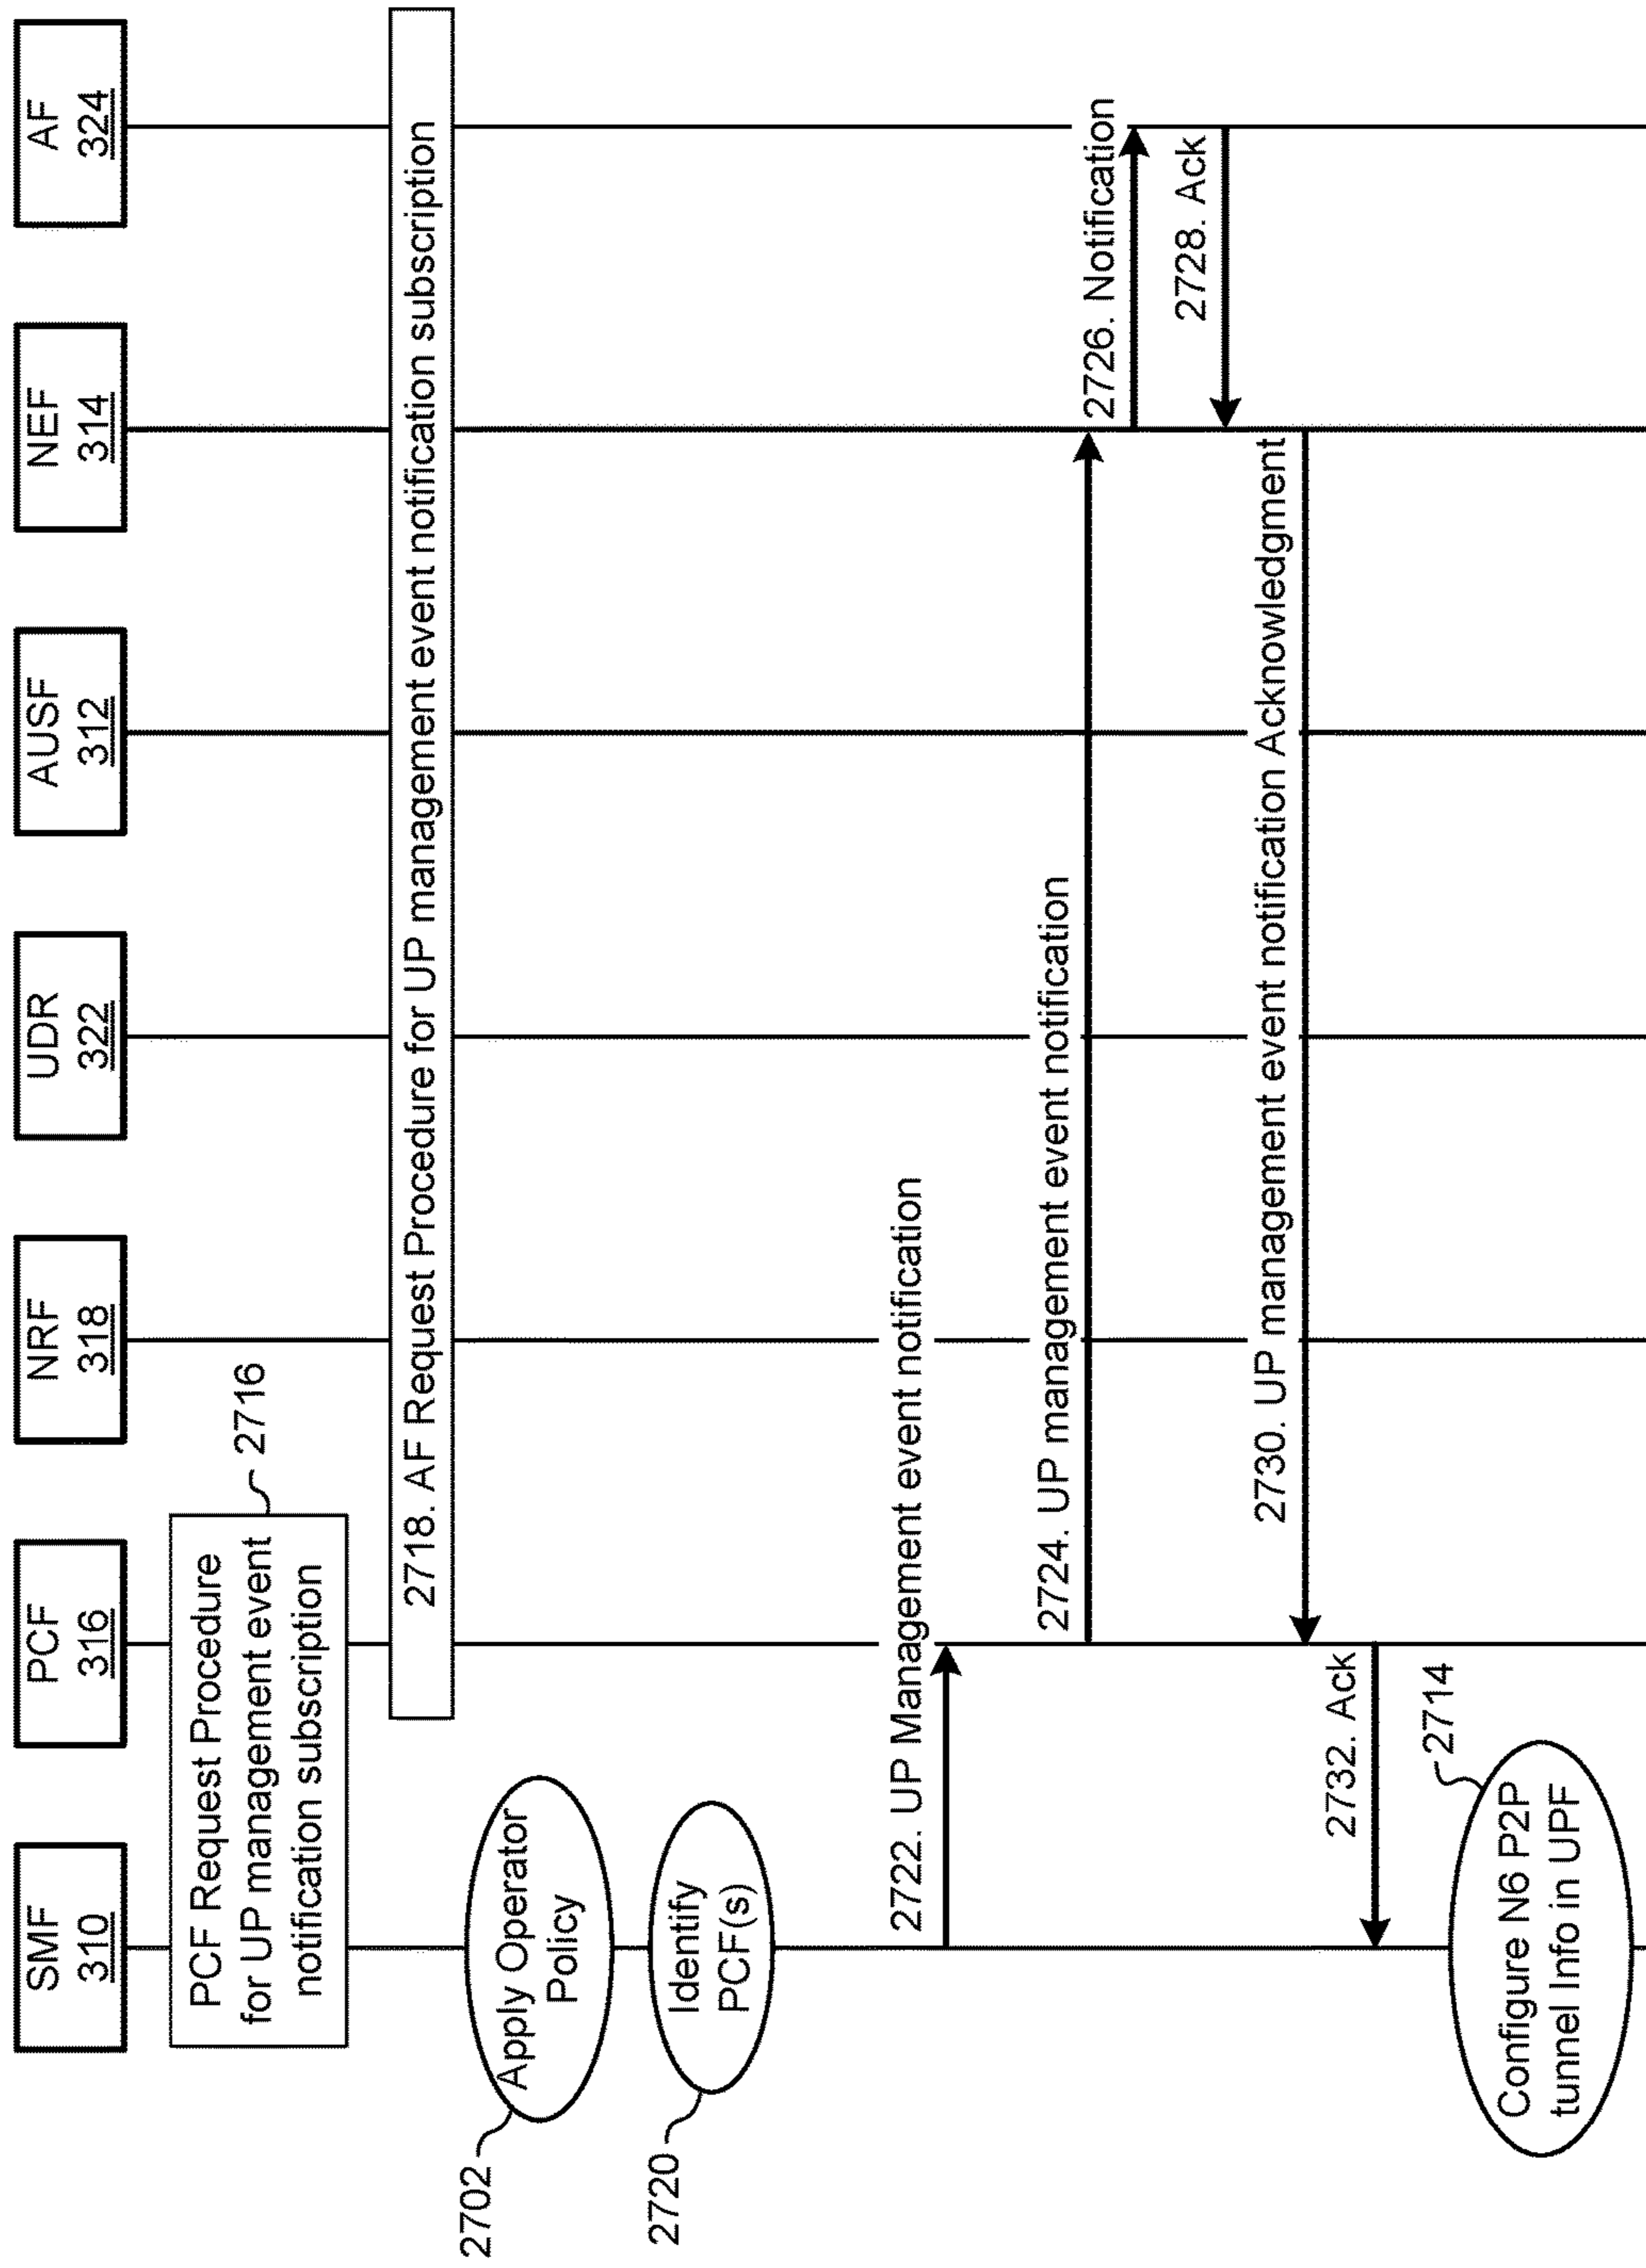 SMF
310
PCF
316
NRF
318
UDR
322
AUSF
312
NEF
314
AF
324
PCF Request Procedure
for UP management event
notification subscription
2716
2718. AF Request Procedure for UP management event notification subscription
2702
Apply Operator
Policy
2720
Identify
PCF(s)
2722. UP Management event notification
2724. UP management event notification
2726. Notification
2728. Ack
2730. UP management event notification Acknowledgment
2732. Ack
2714
Configure N6 P2P
tunnel Info in UPF